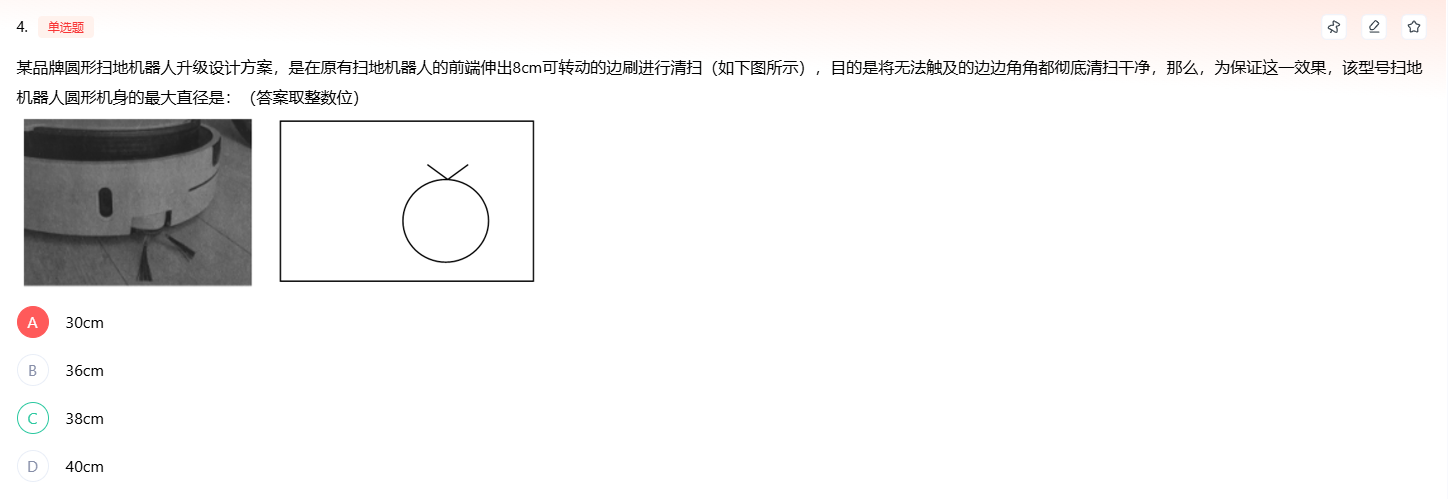 4. 单选题
某品牌圆形扫地机器人升级设计方案，是在原有扫地机器人的前端伸出8cm可转动的边刷进行清扫（如下图所示），目的是将无法触及的边边角角都彻底清扫干净，那么，为保证这一效果，该型号扫地
机器人圆形机身的最大直径是：（答案取整数位）
A 30cm
B 36cm
C 38cm
D 40cm